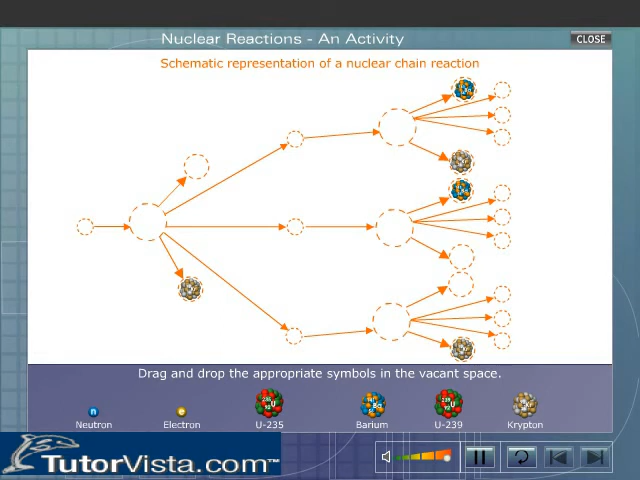 Nuclear Reactions - An Activity
CLOSE
Schematic representation of a nuclear chain reaction
Drag and drop the appropriate symbols in the vacant space.
n
e
U
Neutron
Electron
U-235
Barium
U-239
Krypton
TutorVista.com™